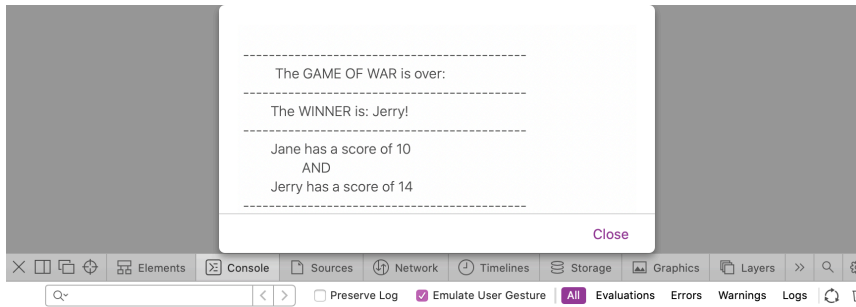 --------------------------------------------
The GAME OF WAR is over:
--------------------------------------------
The WINNER is: Jerry!
--------------------------------------------
Jane has a score of 10
AND
Jerry has a score of 14
--------------------------------------------
Close
Elements Console Sources Network Timelines Storage Graphics Layers
Preserve Log Emulate User Gesture All Evaluations Errors Warnings Logs